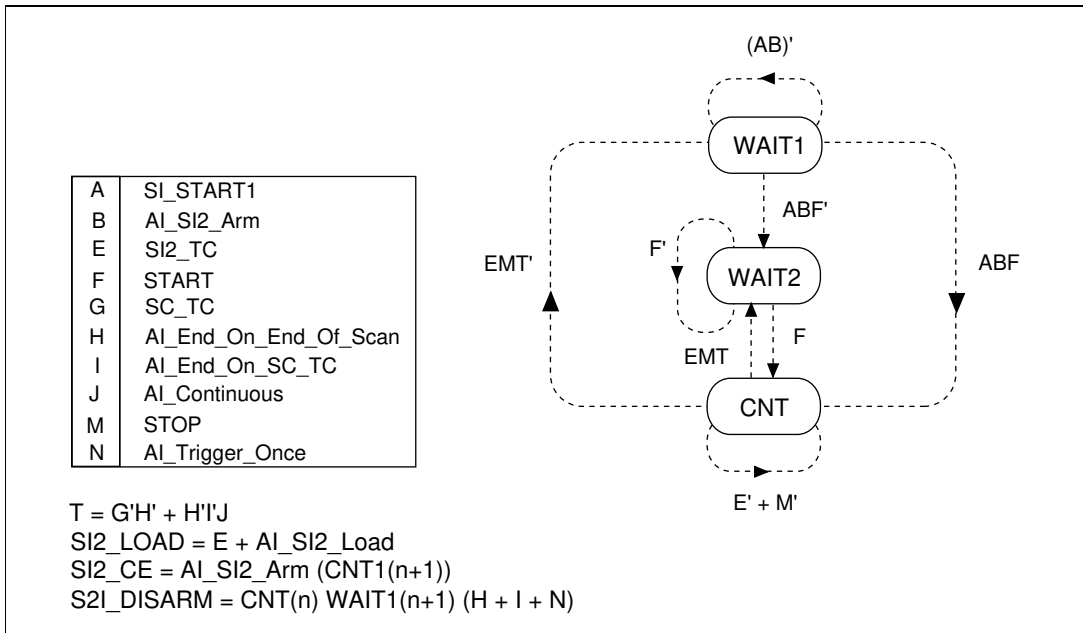 (AB)'
WAIT1
ABF'
F'
WAIT2
EMT'
ABF
EMT
F
CNT
E' + M'
A SI_START1
B AI_SI2_Arm
E SI2_TC
F START
G SC_TC
H AI_End_On_End_Of_Scan
I AI_End_On_SC_TC
J AI_Continuous
M STOP
N AI_Trigger_Once
T = G'H' + H'I'J
SI2_LOAD = E + AI_SI2_Load
SI2_CE = AI_SI2_Arm (CNT1(n+1))
S2I_DISARM = CNT(n) WAIT1(n+1) (H + I + N)